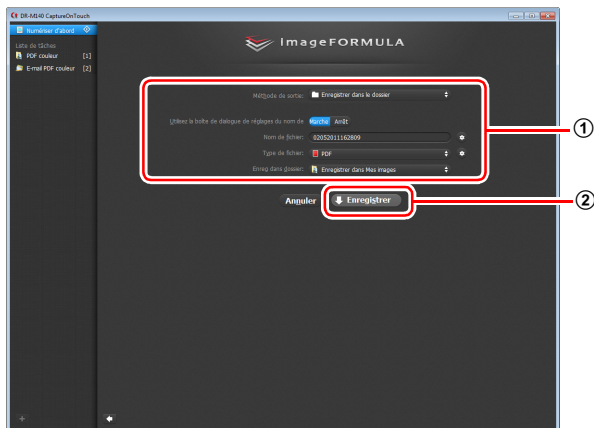 DR-M140 CaptureOnTouch
Numériser d'abord
Liste de tâches
PDF couleur [1]
E-mail PDF couleur [2]
imageFORMULA
Méthode de sortie: Enregistrer dans le dossier
Utilisez la boîte de dialogue de réglages du nom de Marche Arrêt
Nom de fichier: 02052011162809
Type de fichier: PDF
Enreg dans dossier: Enregistrer dans Mes images
①
Annuler Enregistrer
②